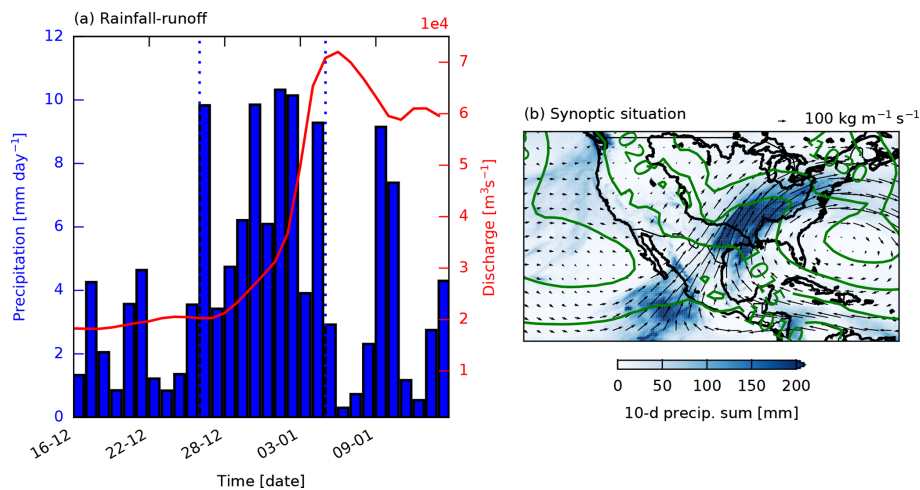 (a) Rainfall-runoff
1e4
12
10
8
6
4
2
0
Precipitation [mm day⁻¹]
7
6
5
4
3
2
1
Discharge [m³s⁻¹]
16-12
22-12
28-12
03-01
09-01
Time [date]
(b) Synoptic situation
100 kg m⁻¹ s⁻¹
1015
0 50 100 150 200
10-d precip. sum [mm]